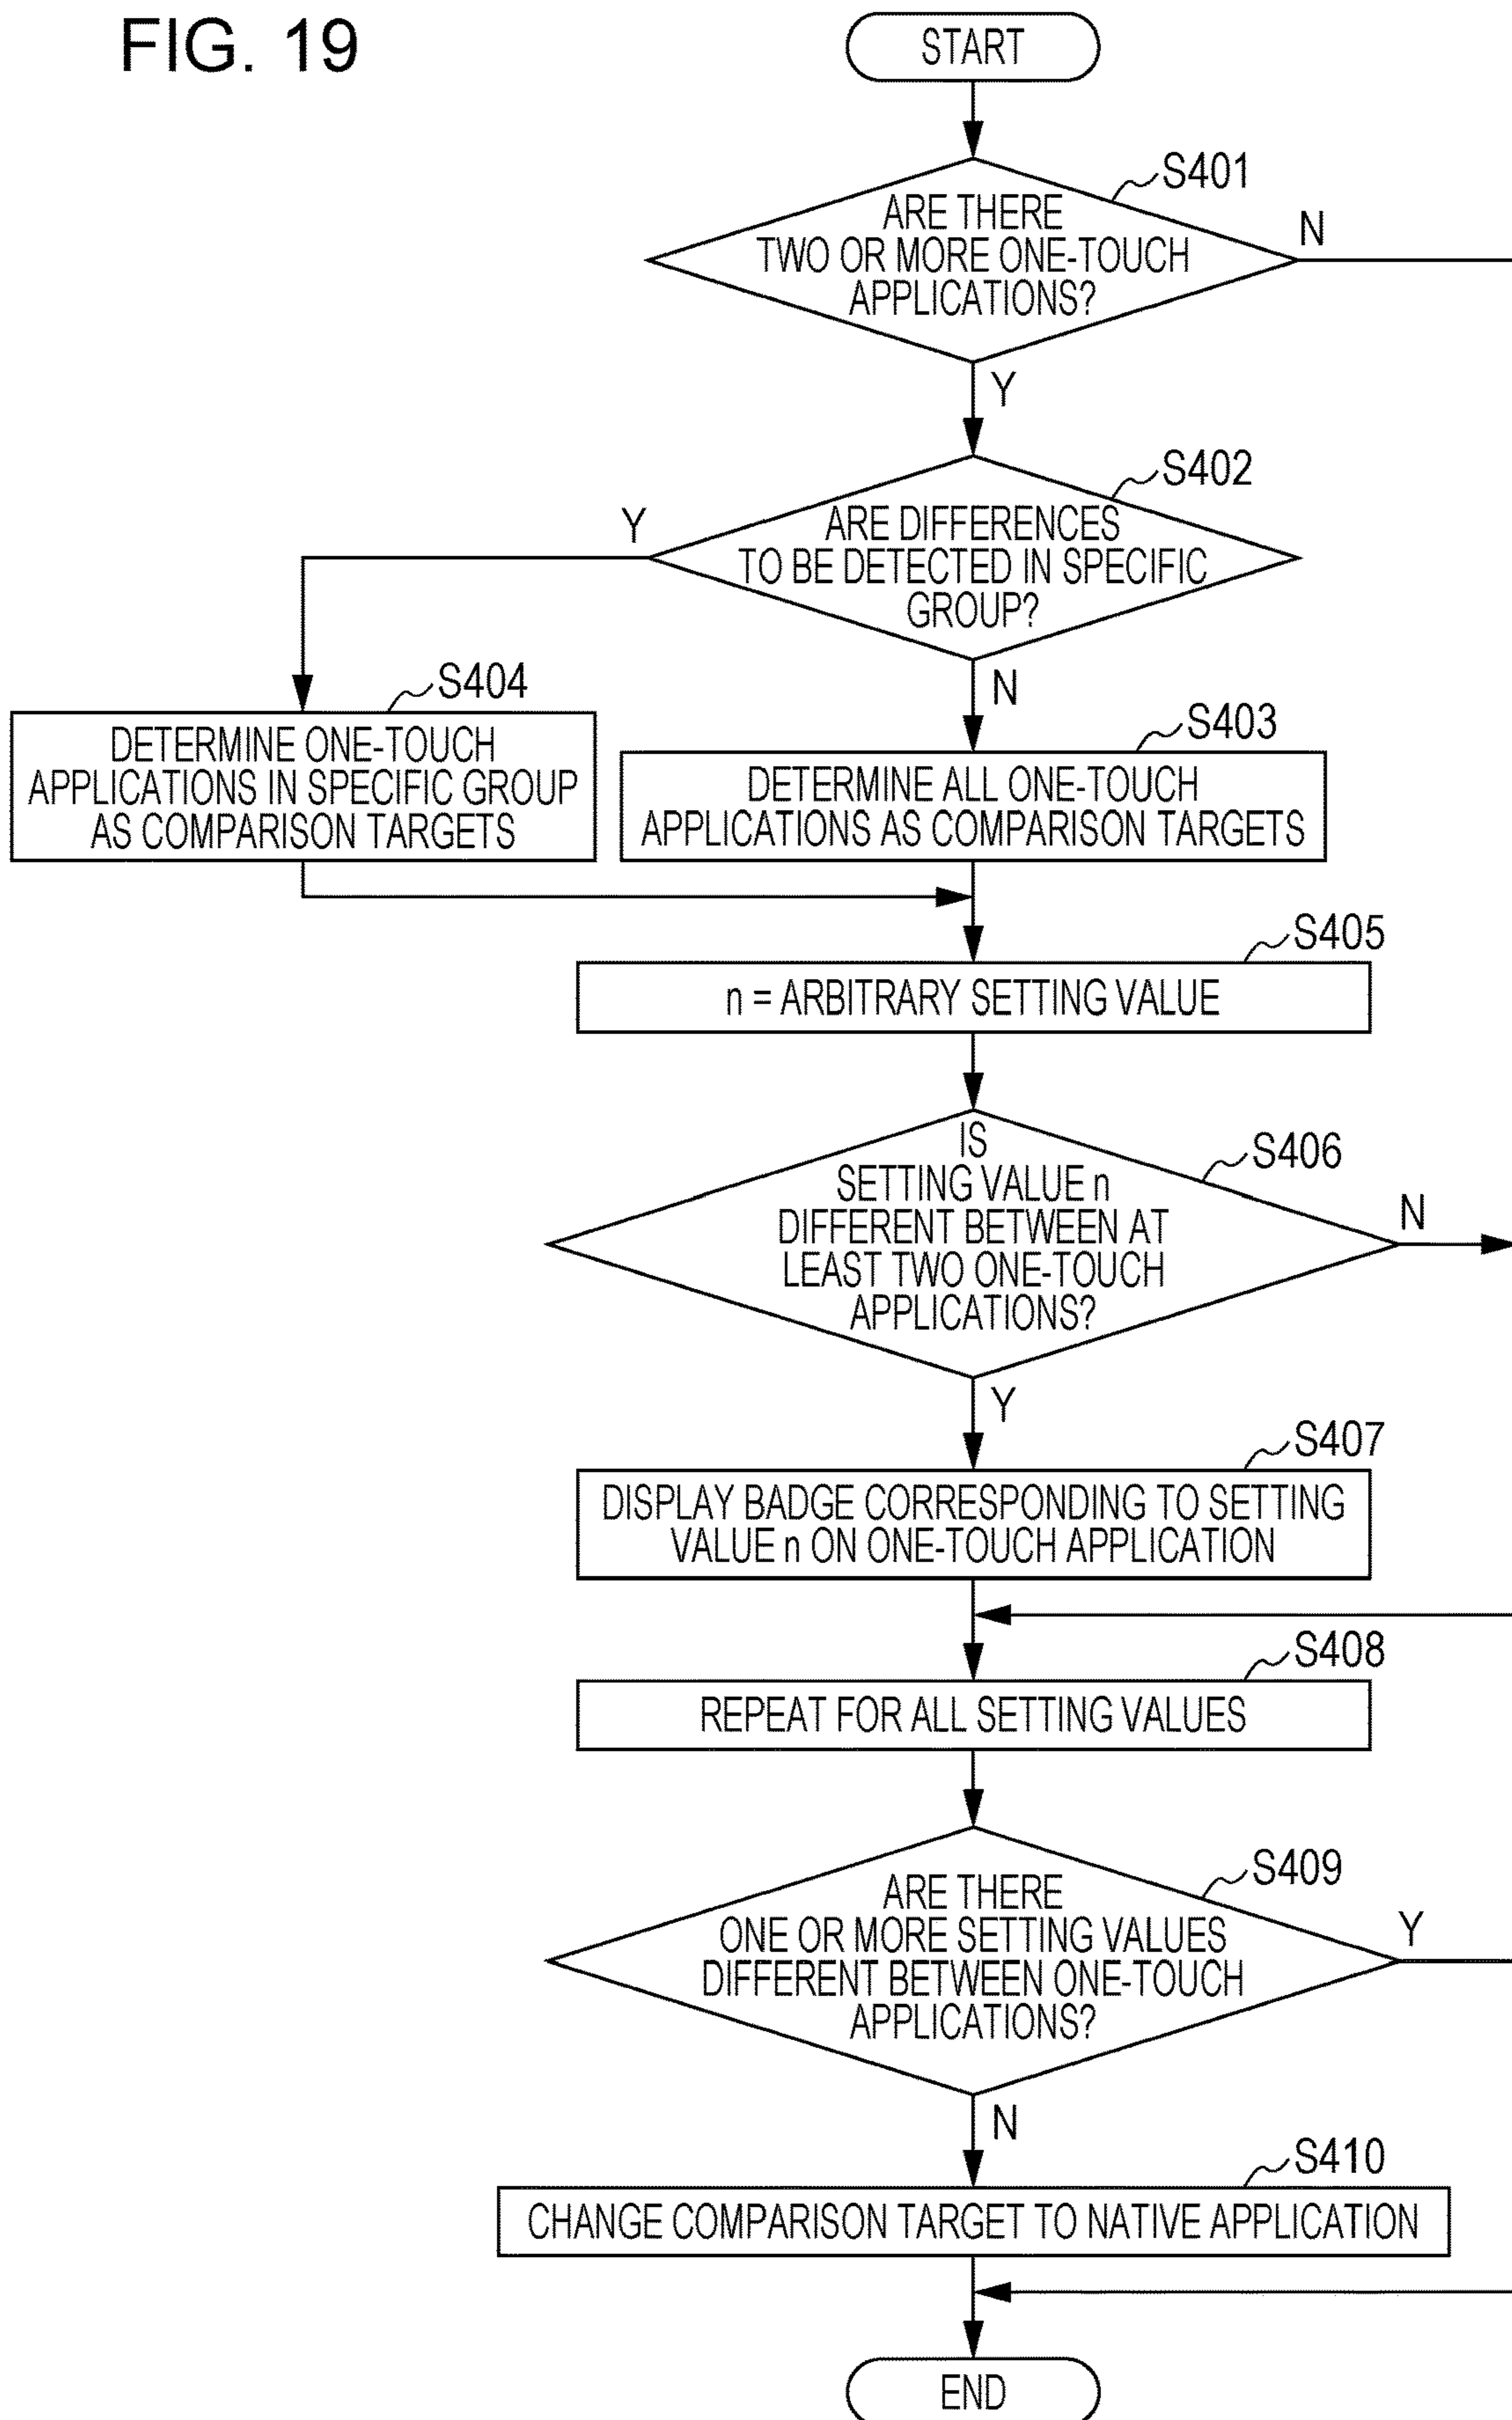 FIG. 19
START
S401
ARE THERE
TWO OR MORE ONE-TOUCH
APPLICATIONS?
N
Y
S402
Y
ARE DIFFERENCES
TO BE DETECTED IN SPECIFIC
GROUP?
N
S404
DETERMINE ONE-TOUCH
APPLICATIONS IN SPECIFIC GROUP
AS COMPARISON TARGETS
S403
DETERMINE ALL ONE-TOUCH
APPLICATIONS AS COMPARISON TARGETS
S405
n = ARBITRARY SETTING VALUE
S406
IS
SETTING VALUE n
DIFFERENT BETWEEN AT
LEAST TWO ONE-TOUCH
APPLICATIONS?
N
Y
S407
DISPLAY BADGE CORRESPONDING TO SETTING
VALUE n ON ONE-TOUCH APPLICATION
S408
REPEAT FOR ALL SETTING VALUES
S409
ARE THERE
ONE OR MORE SETTING VALUES
DIFFERENT BETWEEN ONE-TOUCH
APPLICATIONS?
Y
N
S410
CHANGE COMPARISON TARGET TO NATIVE APPLICATION
END